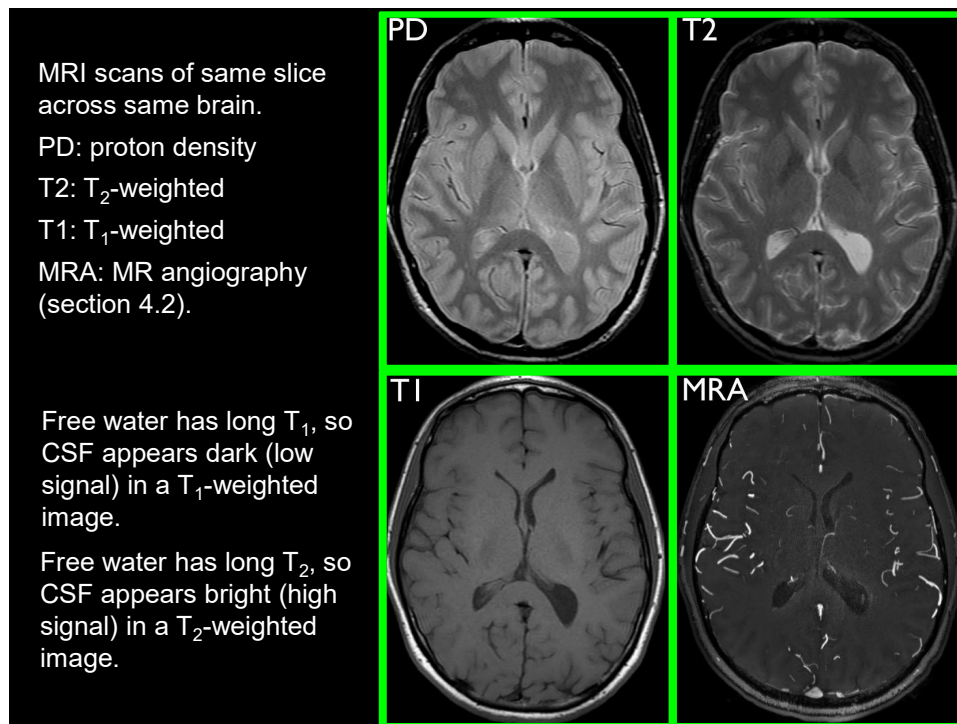 MRI scans of same slice
across same brain.
PD: proton density
T2: T₂-weighted
T1: T₁-weighted
MRA: MR angiography
(section 4.2).
Free water has long T₁, so
CSF appears dark (low
signal) in a T₁-weighted
image.
Free water has long T₂, so
CSF appears bright (high
signal) in a T₂-weighted
image.
PD
T2
T1
MRA